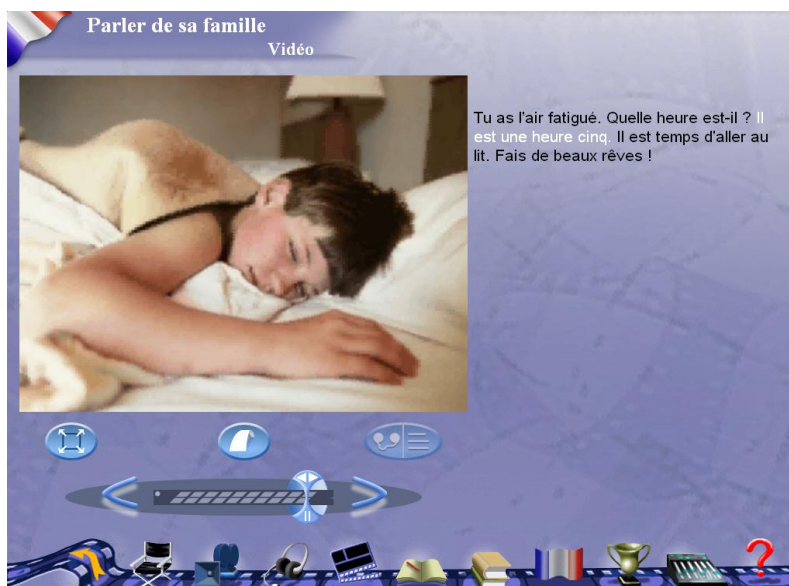 Parler de sa famille
Vidéo
Tu as l'air fatigué. Quelle heure est-il ? Il
est une heure cinq. Il est temps d'aller au
lit. Fais de beaux rêves !
?